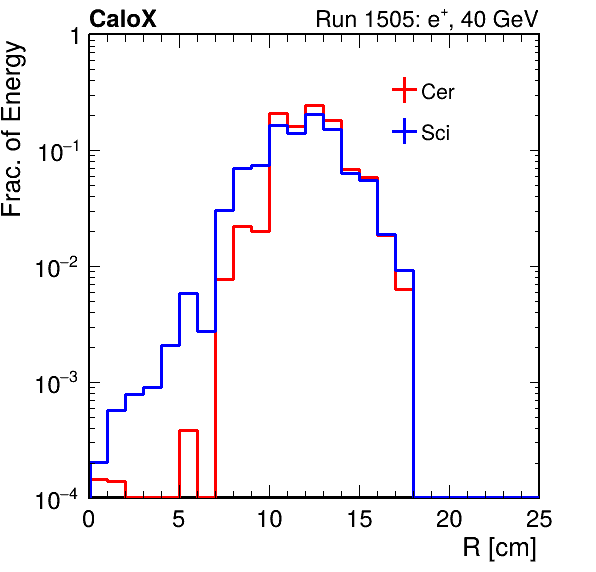 CaloX Run 1505: e⁺, 40 GeV
Frac. of Energy
1
10⁻¹
10⁻²
10⁻³
10⁻⁴
Cer
Sci
0 5 10 15 20 25
R [cm]